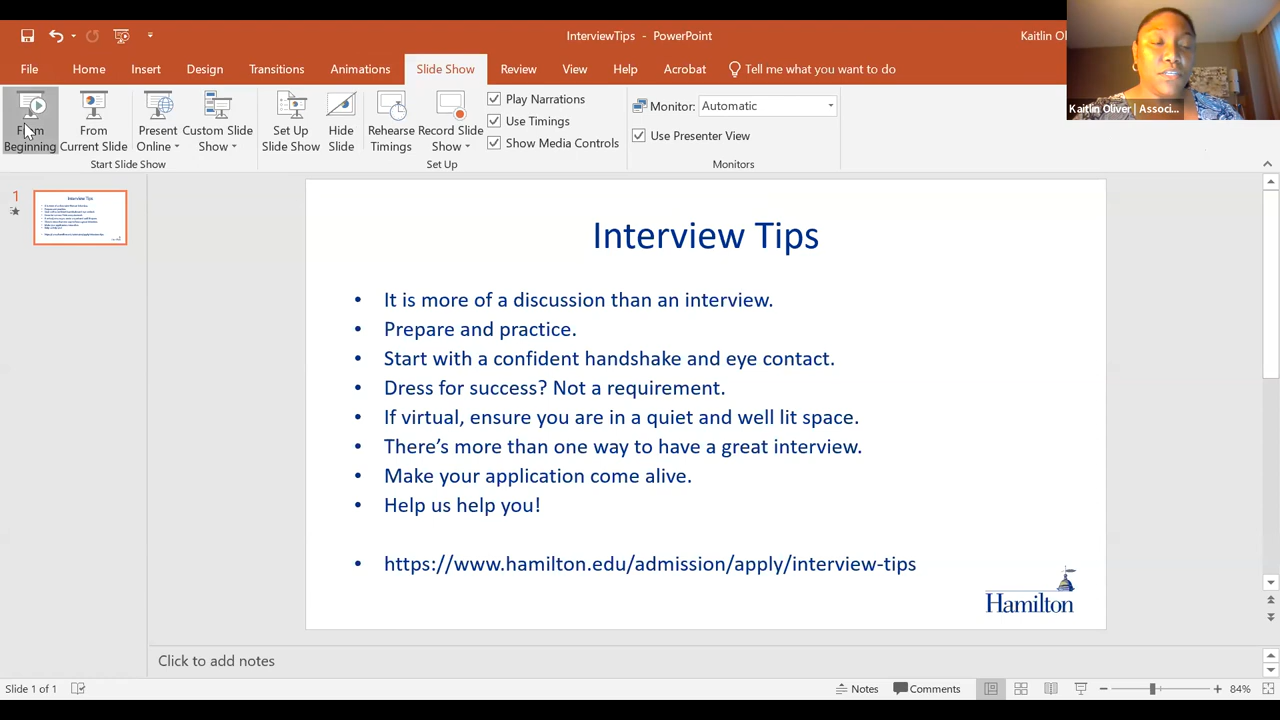 InterviewTips - PowerPoint
Kaitlin Ol
File Home Insert Design Transitions Animations Slide Show Review View Help Acrobat Tell me what you want to do
Kaitlin Oliver | Associ...
From Beginning
From Current Slide
Present Online
Custom Slide Show
Start Slide Show
Set Up Slide Show
Hide Slide
Rehearse Timings
Record Slide Show
Play Narrations
Use Timings
Show Media Controls
Set Up
Monitor: Automatic
Use Presenter View
Monitors
1
Interview Tips
• It is more of a discussion than an interview.
• Prepare and practice.
• Start with a confident handshake and eye contact.
• Dress for success? Not a requirement.
• If virtual, ensure you are in a quiet and well lit space.
• There’s more than one way to have a great interview.
• Make your application come alive.
• Help us help you!
• https://www.hamilton.edu/admission/apply/interview-tips
Hamilton
Click to add notes
Slide 1 of 1
Notes
Comments
84%